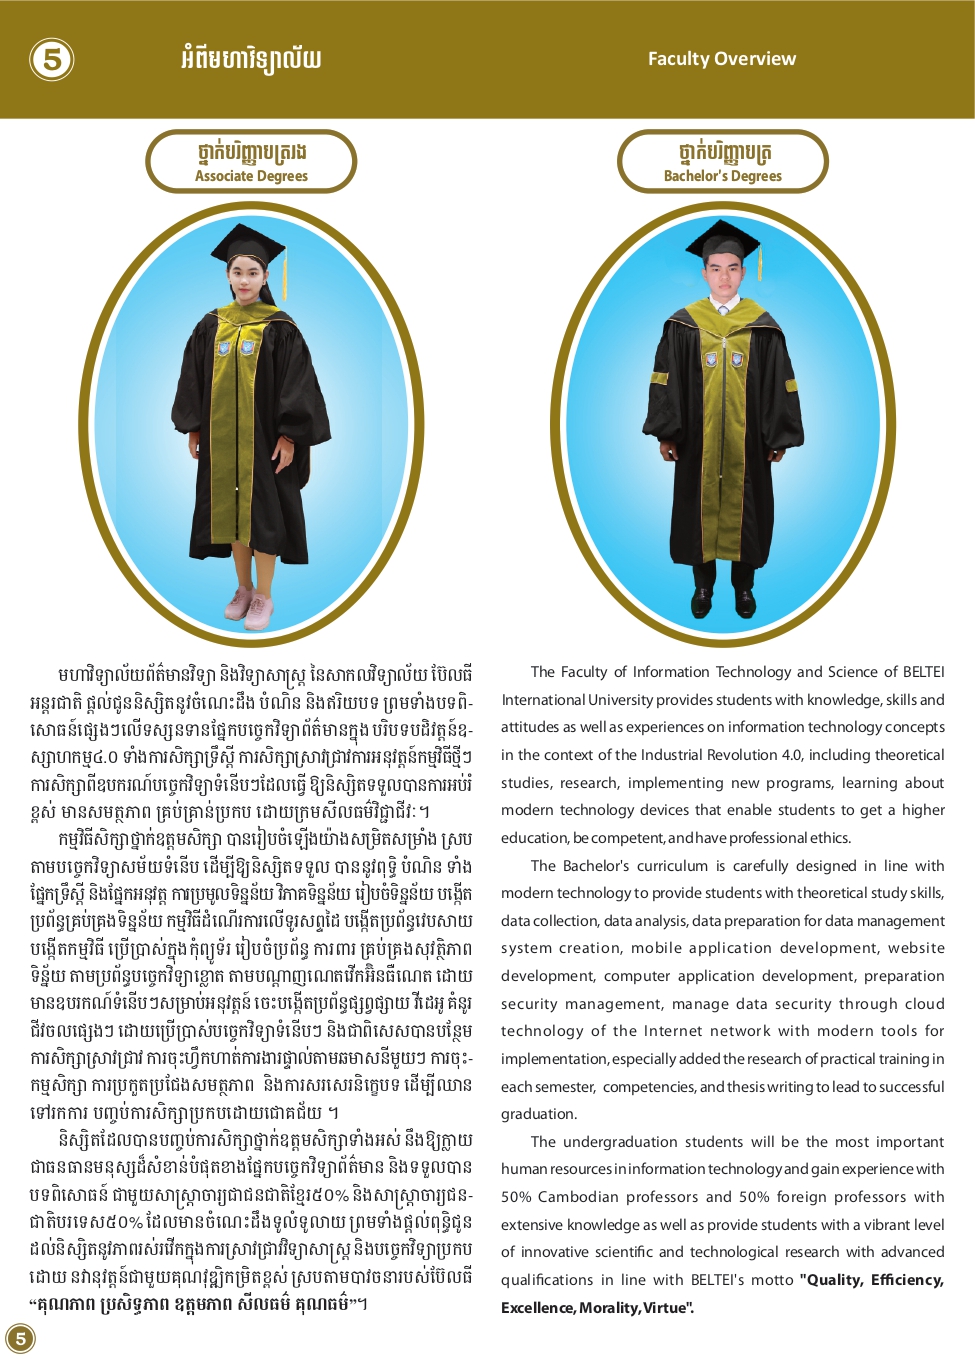 5
អំពីមហាវិទ្យាល័យ
Faculty Overview
ថ្នាក់បរិញ្ញាបត្ររង
Associate Degrees
ថ្នាក់បរិញ្ញាបត្រ
Bachelor's Degrees
មហាវិទ្យាល័យព័ត៌មានវិទ្យា និងវិទ្យាសាស្ត្រ នៃសាកលវិទ្យាល័យ ប៊ែលធី
អន្តរជាតិ ផ្តល់ជូននិស្សិតនូវចំណេះដឹង បំណិន និងឥរិយបទ ព្រមទាំងបទពិ-
សោធន៍ផ្សេងៗលើទស្សនទានផ្នែកបច្ចេកវិទ្យាព័ត៌មានក្នុង បរិបទបដិវត្តន៍ឧ-
ស្សាហកម្ម៤.០ ទាំងការសិក្សាទ្រឹស្តី ការសិក្សាស្រាវជ្រាវការអនុវត្តន៍កម្មវិធីថ្មីៗ
ការសិក្សាពីឧបករណ៍បច្ចេកវិទ្យាទំនើបៗដែលធ្វើ ឱ្យនិស្សិតទទួលបានការអប់រំ
ខ្ពស់ មានសមត្ថភាព គ្រប់គ្រាន់ប្រកប ដោយក្រមសីលធម៌វិជ្ជាជីវៈ។
កម្មវិធីសិក្សាថ្នាក់ឧត្តមសិក្សា បានរៀបចំឡើងយ៉ាងសម្រិតសម្រាំង ស្រប
តាមបច្ចេកវិទ្យាសម័យទំនើប ដើម្បីឱ្យនិស្សិតទទួល បាននូវពុទ្ធិ បំណិន ទាំង
ផ្នែកទ្រឹស្តី និងផ្នែកអនុវត្ត ការប្រមូលទិន្នន័យ វិភាគទិន្នន័យ រៀបចំទិន្នន័យ បង្កើត
ប្រព័ន្ធគ្រប់គ្រងទិន្នន័យ កម្មវិធីដំណើរការលើទូរសព្ទដៃ បង្កើតប្រព័ន្ធវេបសាយ
បង្កើតកម្មវិធី ប្រើប្រាស់ក្នុង កុំព្យូទ័រ រៀបចំប្រព័ន្ធ ការពារ គ្រប់គ្រងសុវត្ថិភាព
ទិន្ន័យ តាមប្រព័ន្ធបច្ចេកវិទ្យាខ្លោត តាមបណ្តាញណេតវើកអ៊ិនធឺណេត ដោយ
មានឧបរកណ៍ទំនើបៗសម្រាប់អនុវត្តន៍ ចេះបង្កើតប្រព័ន្ធផ្សព្វផ្សាយ វីដេអូ គំនូរ
ជីវចលផ្សេងៗ ដោយប្រើប្រាស់បច្ចេកវិទ្យាទំនើបៗ និងជាពិសេសបានបន្ថែម
ការសិក្សាស្រាវជ្រាវ ការចុះហ្វឹកហាត់ការងារផ្ទាល់តាមឆមាសនីមួយៗ ការចុះ-
កម្មសិក្សា ការប្រកួតប្រជែងសមត្ថភាព និងការសរសេរនិក្ខេបទ ដើម្បីឈាន
ទៅរកការ បញ្ចប់ការសិក្សាប្រកបដោយជោគជ័យ ។
និស្សិតដែលបានបញ្ចប់ការសិក្សាថ្នាក់ឧត្តមសិក្សាទាំងអស់ នឹងឱ្យក្លាយ
ជាធនធានមនុស្សដ៏សំខាន់បំផុតខាងផ្នែកបច្ចេកវិទ្យាព័ត៌មាន និងទទួលបាន
បទពិសោធន៍ ជាមួយសាស្ត្រាចារ្យជាជនជាតិខ្មែរ៥០% និងសាស្ត្រាចារ្យជន-
ជាតិបរទេស៥០% ដែលមានចំណេះដឹងទូលំទូលាយ ព្រមទាំងផ្តល់ពុន្ធិជូន
ដល់និស្សិតនូវភាពរស់រវើកក្នុងការស្រាវជ្រាវវិទ្យាសាស្ត្រ និងបច្ចេកវិទ្យាប្រកប
ដោយ នវានុវត្តន៍ជាមួយគុណវុឌ្ឍិកម្រិតខ្ពស់ ស្របតាមបាវចនារបស់ប៊ែលធី
“គុណភាព ប្រសិទ្ធភាព ឧត្តមភាព សីលធម៌ គុណធម៌”។
The Faculty of Information Technology and Science of BELTEI
International University provides students with knowledge, skills and
attitudes as well as experiences on information technology concepts
in the context of the Industrial Revolution 4.0, including theoretical
studies, research, implementing new programs, learning about
modern technology devices that enable students to get a higher
education, be competent, and have professional ethics.
The Bachelor's curriculum is carefully designed in line with
modern technology to provide students with theoretical study skills,
data collection, data analysis, data preparation for data management
system creation, mobile application development, website
development, computer application development, preparation
security management, manage data security through cloud
technology of the Internet network with modern tools for
implementation, especially added the research of practical training in
each semester, competencies, and thesis writing to lead to successful
graduation.
The undergraduation students will be the most important
human resources in information technology and gain experience with
50% Cambodian professors and 50% foreign professors with
extensive knowledge as well as provide students with a vibrant level
of innovative scientific and technological research with advanced
qualifications in line with BELTEI's motto "Quality, Efficiency,
Excellence, Morality, Virtue".
5